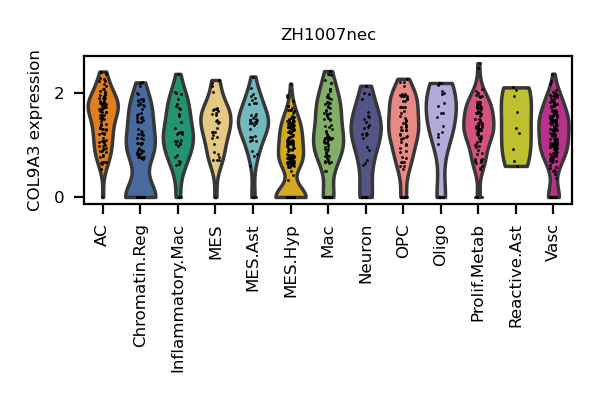 ZH1007nec
COL9A3 expression
2
0
AC
Chromatin.Reg
Inflammatory.Mac
MES
MES.Ast
MES.Hyp
Mac
Neuron
OPC
Oligo
Prolif.Metab
Reactive.Ast
Vasc